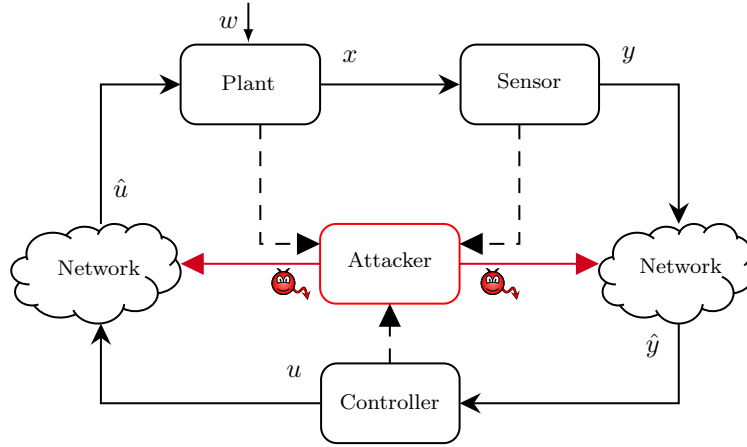 w
Plant
x
Sensor
y
û
Network
Attacker
Network
ŷ
u
Controller